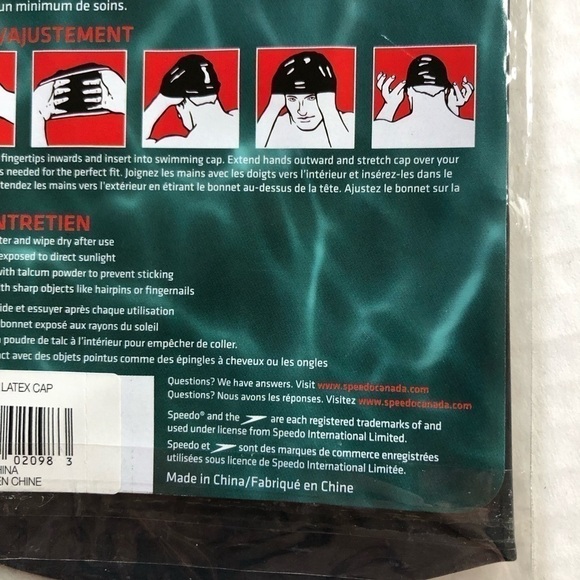 un minimum de soins.
/AJUSTEMENT
fingertips inwards and insert into swimming cap. Extend hands outward and stretch cap over your
s needed for the perfect fit. Joignez les mains avec les doigts vers l'intérieur et insérez-les dans le
tendez les mains vers l'extérieur en étirant le bonnet au-dessus de la tête. Ajustez le bonnet sur la
NTRETIEN
ter and wipe dry after use
exposed to direct sunlight
with talcum powder to prevent sticking
th sharp objects like hairpins or fingernails
ide et essuyer après chaque utilisation
bonnet exposé aux rayons du soleil
poudre de talc à l'intérieur pour empêcher de coller.
act avec des objets pointus comme des épingles à cheveux ou les ongles
LATEX CAP
02098 3
HINA
EN CHINE
Questions? We have answers. Visit www.speedocanada.com
Questions? Nous avons les réponses. Visitez www.speedocanada.com
Speedo® and the are each registered trademarks of and
used under license from Speedo International Limited.
Speedo et sont des marques de commerce enregistrées
utilisées sous licence de Speedo International Limitée.
Made in China/Fabriqué en Chine